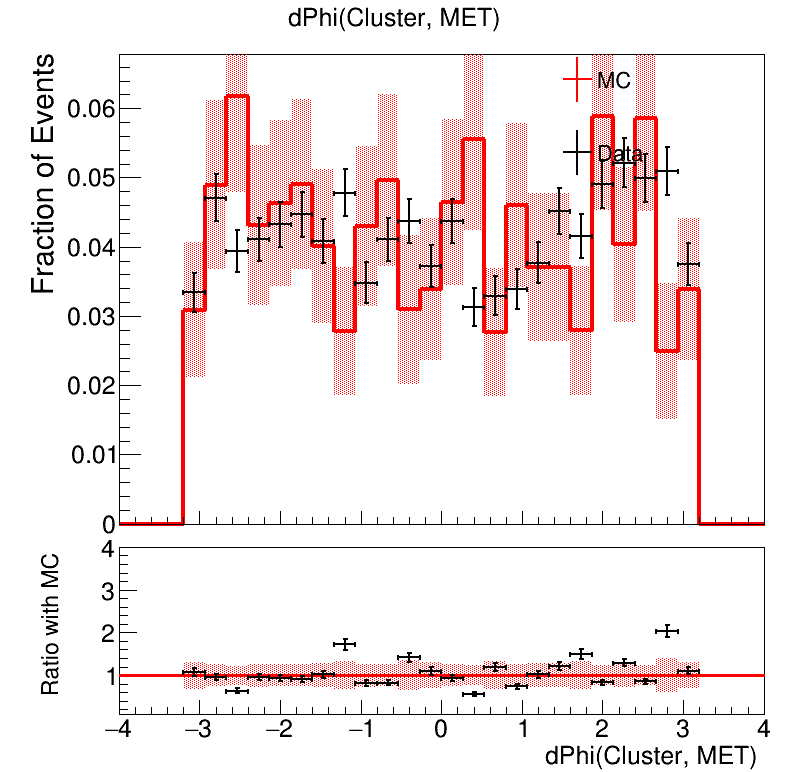 dPhi(Cluster, MET)
Fraction of Events
0.06
0.05
0.04
0.03
0.02
0.01
0
MC
Data
Ratio with MC
4
3
2
1
−4 −3 −2 −1 0 1 2 3 4
dPhi(Cluster, MET)